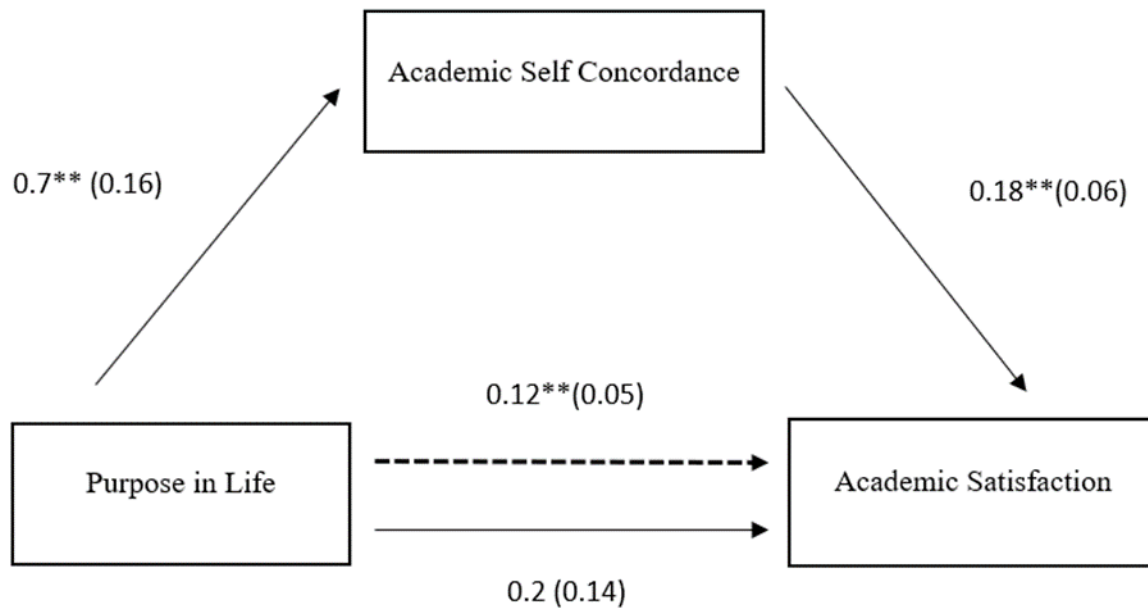 Academic Self Concordance
0.7** (0.16)
0.18**(0.06)
0.12**(0.05)
Purpose in Life
Academic Satisfaction
0.2 (0.14)